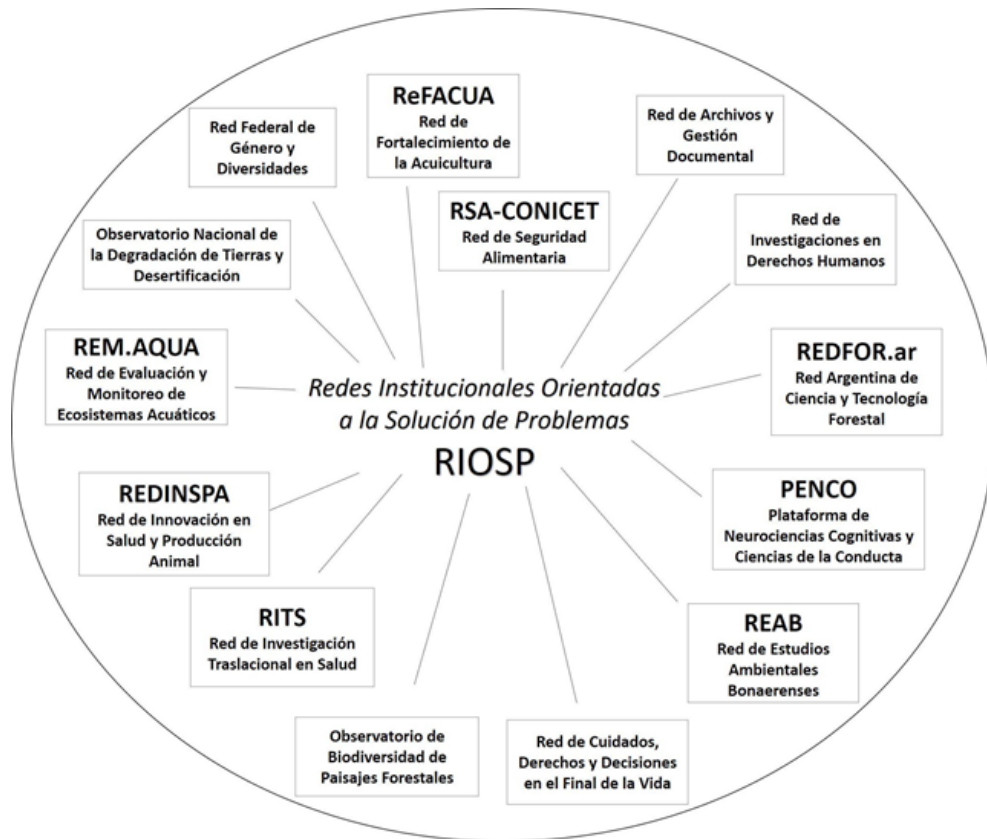 ReFACUA
Red de
Fortalecimiento de
la Acuicultura
Red Federal de
Género y
Diversidades
Red de Archivos y
Gestión
Documental
RSA-CONICET
Red de Seguridad
Alimentaria
Red de
Investigaciones en
Derechos Humanos
Observatorio Nacional de
la Degradación de Tierras y
Desertificación
REM.AQUA
Red de Evaluación y
Monitoreo de
Ecosistemas Acuáticos
REDFOR.ar
Red Argentina de
Ciencia y Tecnología
Forestal
Redes Institucionales Orientadas
a la Solución de Problemas
RIOSP
REDINSPA
Red de Innovación en
Salud y Producción
Animal
PENCO
Plataforma de
Neurociencias Cognitivas y
Ciencias de la Conducta
RITS
Red de Investigación
Traslacional en Salud
REAB
Red de Estudios
Ambientales
Bonaerenses
Observatorio de
Biodiversidad de
Paisajes Forestales
Red de Cuidados,
Derechos y Decisiones
en el Final de la Vida